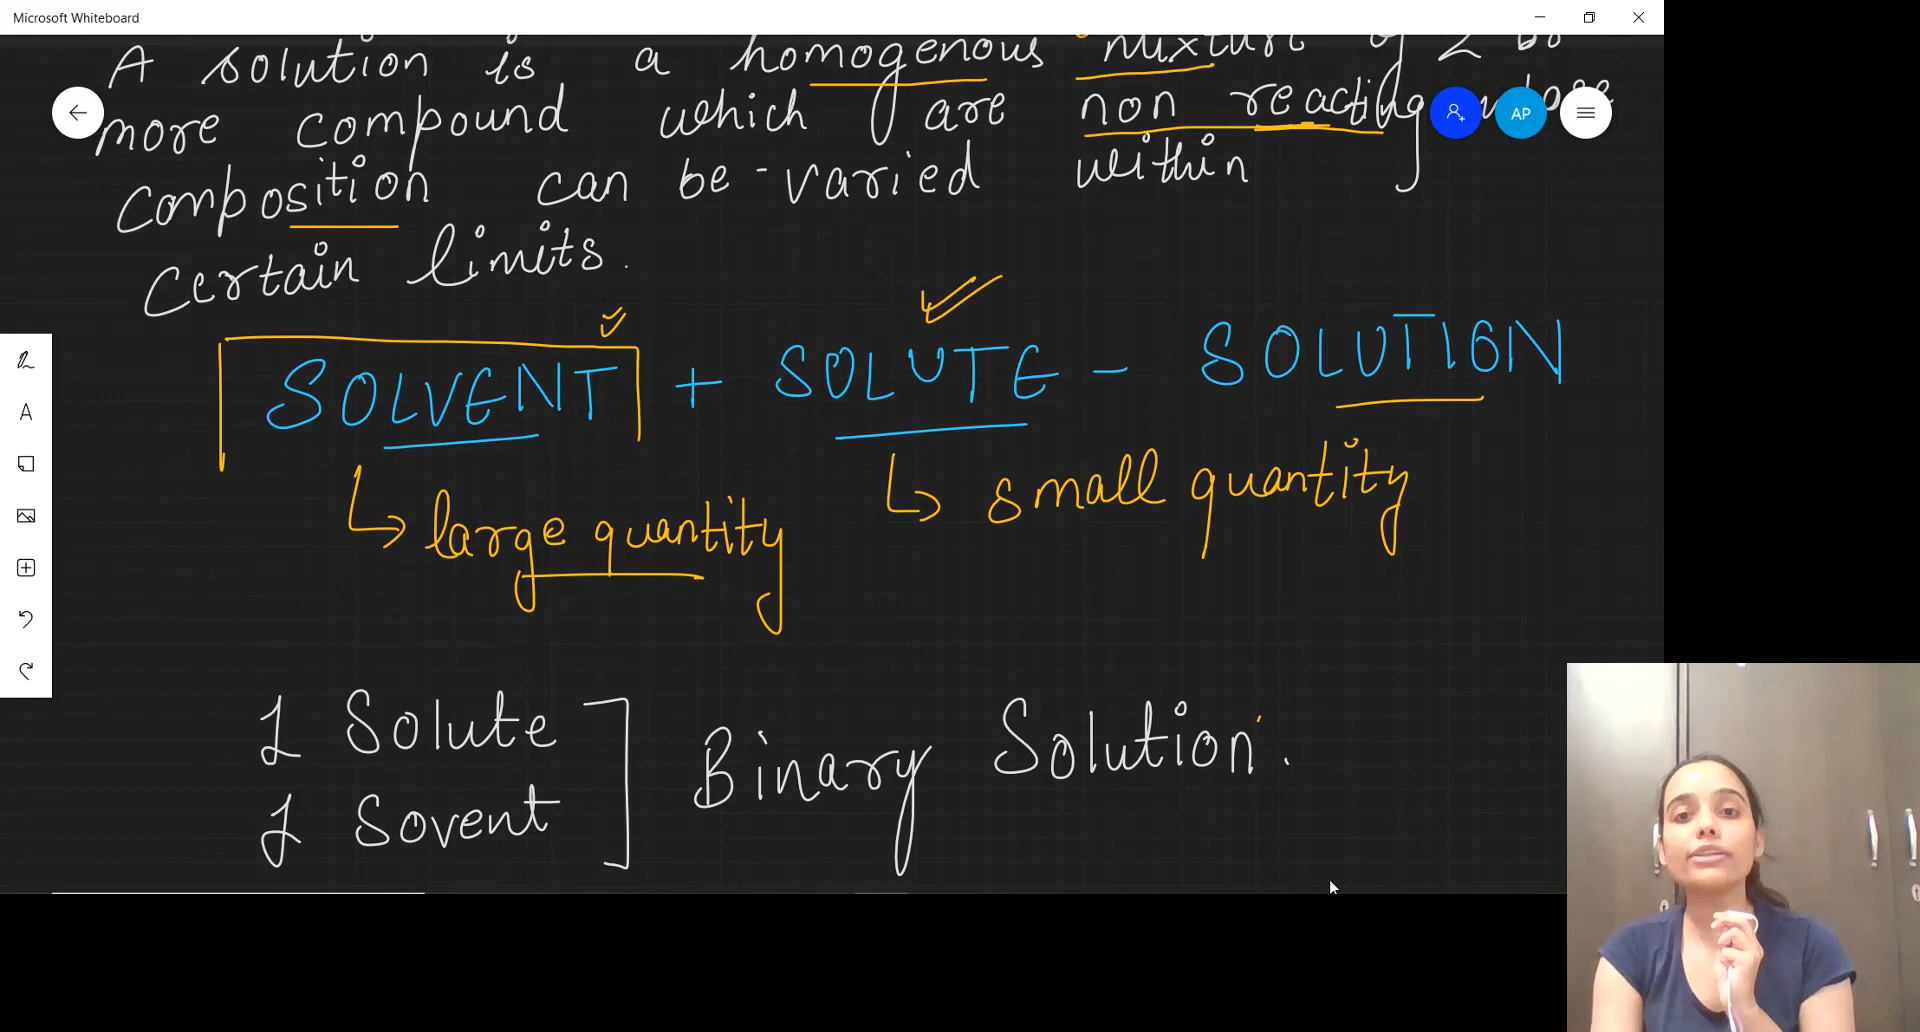 Microsoft Whiteboard
A solution is a homogenous mixture of 2 or
more compound which are non reacting whose
AP
composition can be varied within
certain limits.
SOLVENT + SOLUTE - SOLUTION
↳ large quantity ↳ small quantity
1 Solute
1 Sovent
Binary Solution.
A